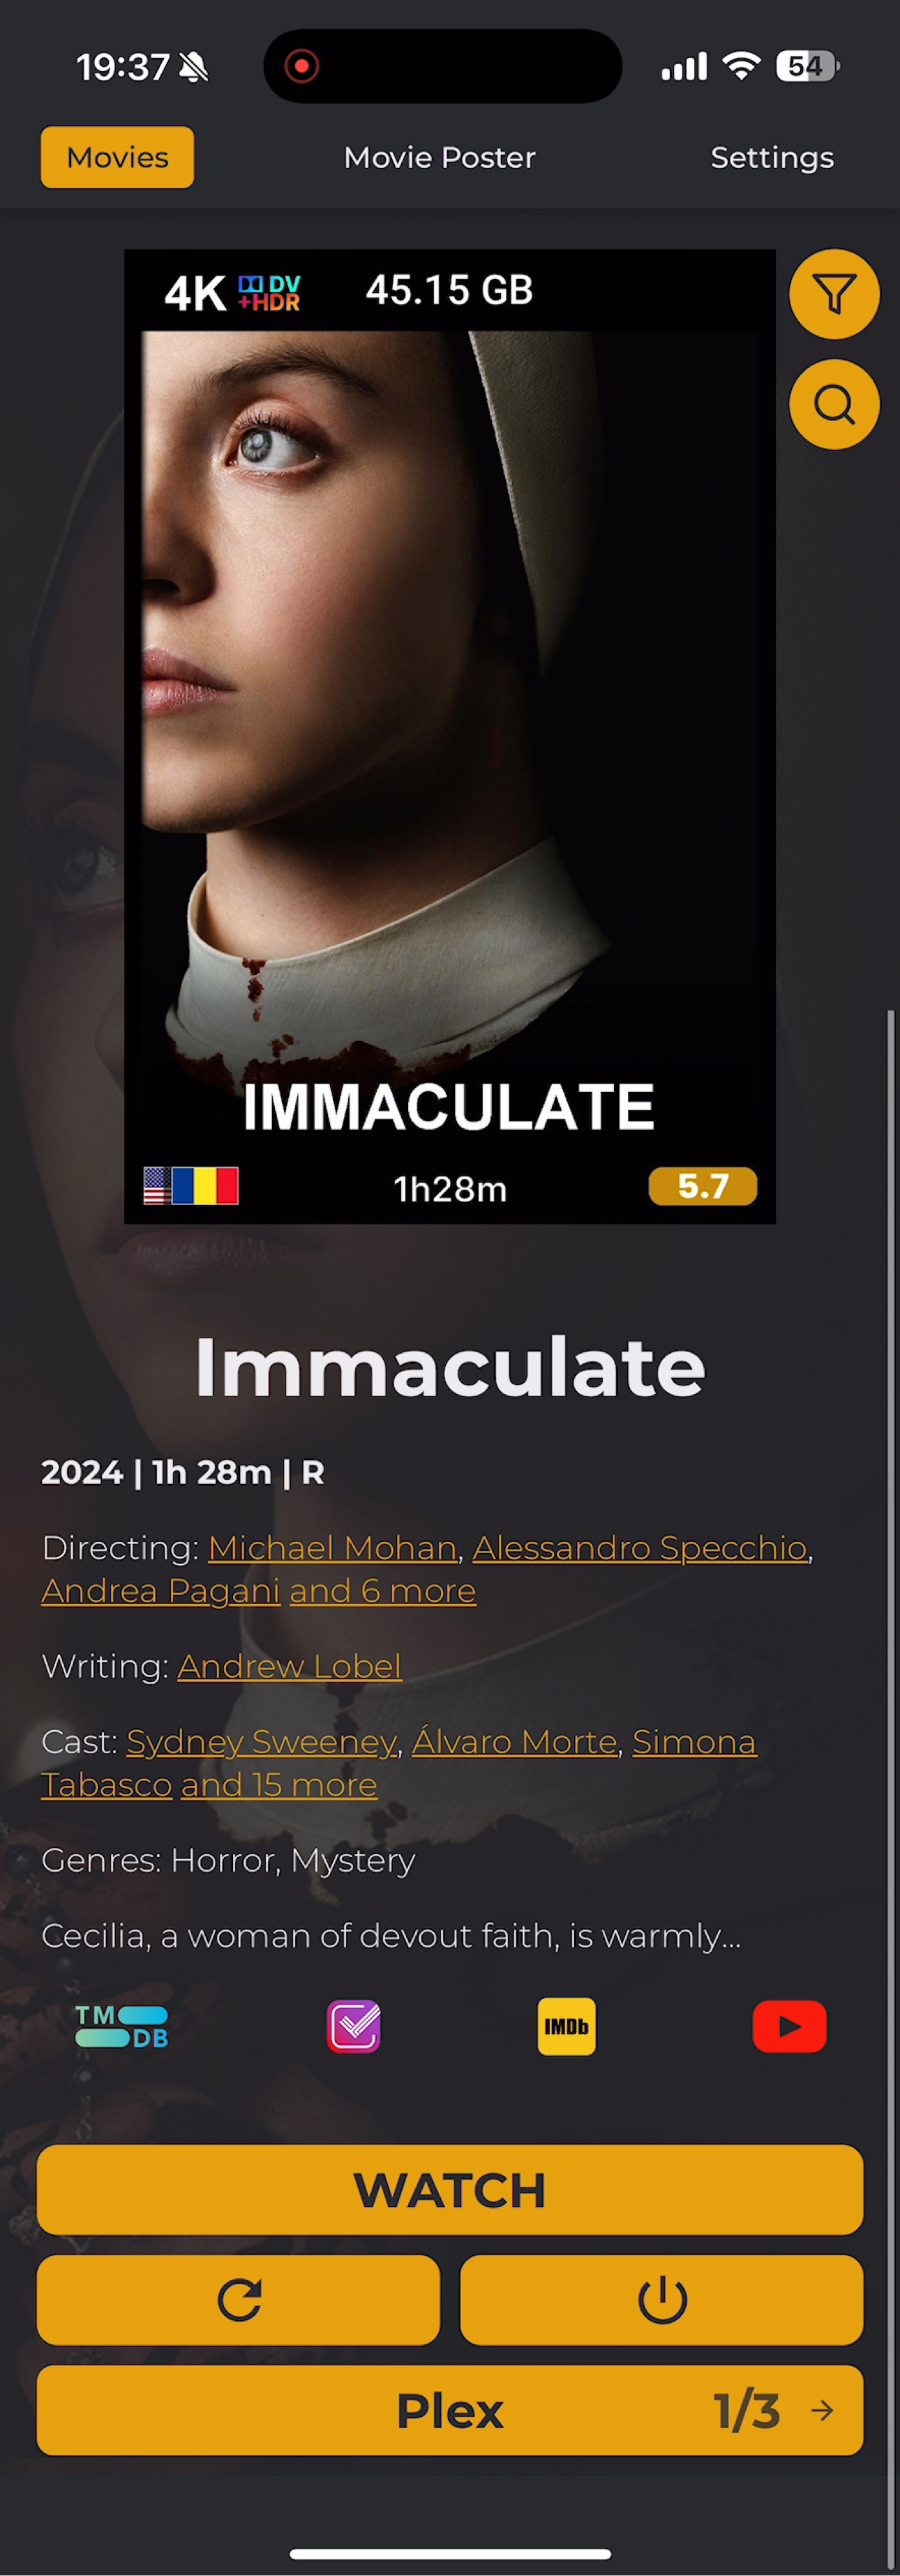 19:37
54
Movies
Movie Poster
Settings
4K DV +HDR 45.15 GB
IMMACULATE
1h28m
5.7
Immaculate
2024 | 1h 28m | R
Directing: Michael Mohan, Alessandro Specchio,
Andrea Pagani and 6 more
Writing: Andrew Lobel
Cast: Sydney Sweeney, Álvaro Morte, Simona
Tabasco and 15 more
Genres: Horror, Mystery
Cecilia, a woman of devout faith, is warmly...
TMDB
IMDb
WATCH
Plex
1/3